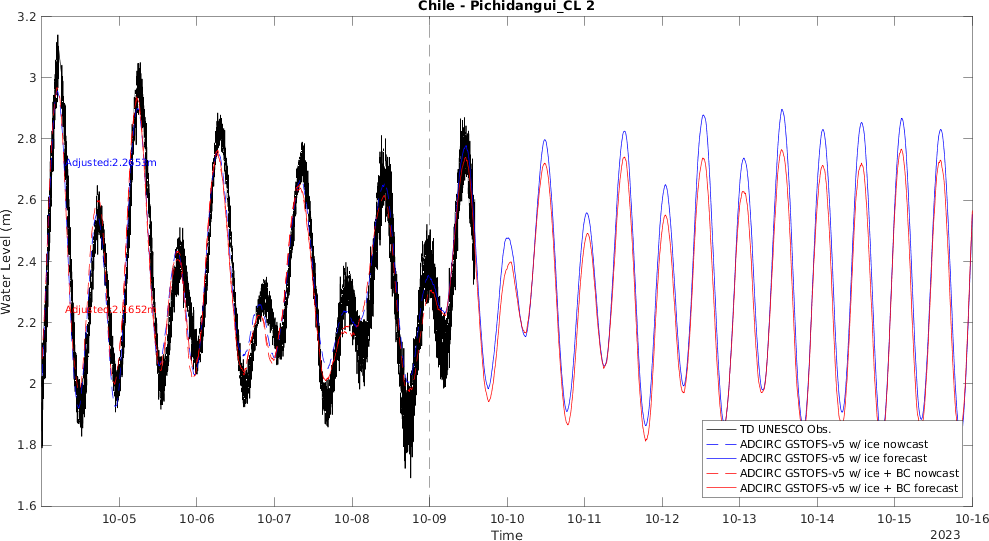 Chile - Pichidangui_CL 2
Water Level (m)
3.2
3
2.8
2.6
2.4
2.2
2
1.8
1.6
Adjusted:2.2653m
TD UNESCO Obs.
ADCIRC GSTOFS-v5 w/ ice nowcast
ADCIRC GSTOFS-v5 w/ ice forecast
ADCIRC GSTOFS-v5 w/ ice + BC nowcast
ADCIRC GSTOFS-v5 w/ ice + BC forecast
10-05
10-06
10-07
10-08
10-09
10-10
10-11
10-12
10-13
10-14
10-15
10-16
Time
2023